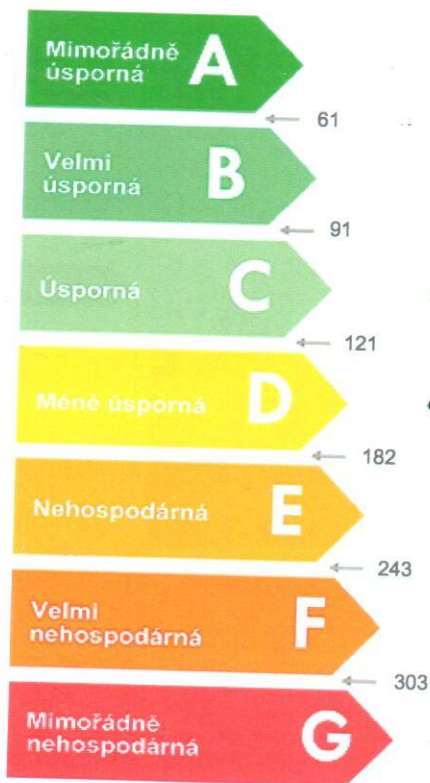 Mimořádně
úsporná
A
61
Velmi
úsporná
B
91
Úsporná
C
121
Méně úsporná
D
182
Nehospodárná
E
243
Velmi
nehospodárná
F
303
Mimořádně
nehospodárná
G